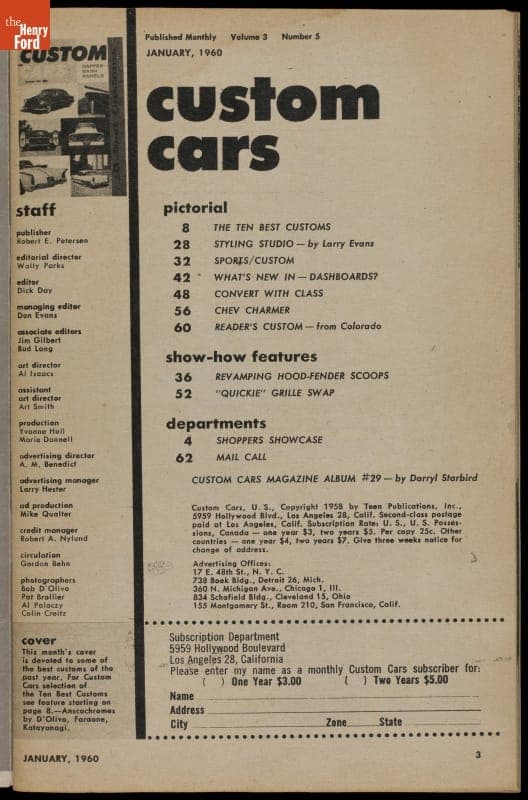 the
Henry
Ford
CUSTOM
DAPPER
DASH
PANELS
staff
publisher
Robert E. Petersen
editorial director
Wally Parks
editor
Dick Day
managing editor
Don Evans
associate editors
Jim Gilbert
Bud Lang
art director
Al Isaacs
assistant
art director
Art Smith
production
Yvonne Hall
Marie Donnell
advertising director
A. M. Benedict
advertising manager
Larry Hester
ad production
Mike Qualter
credit manager
Robert A. Nylund
circulation
Gordon Behn
photographers
Bob D'Olivo
Pat Brollier
Al Paloczy
Colin Creitz
cover
This month's cover
is devoted to some of
the best customs of the
past year. For Custom
Cars selection of
the Ten Best Customs
see feature starting on
page 8.—Anscochromes
by D'Olivo, Faraone,
Katayanagi.
JANUARY, 1960
Published Monthly Volume 3 Number 5
JANUARY, 1960
custom
cars
pictorial
8 THE TEN BEST CUSTOMS
28 STYLING STUDIO — by Larry Evans
32 SPORTS/CUSTOM
42 WHAT'S NEW IN — DASHBOARDS?
48 CONVERT WITH CLASS
56 CHEV CHARMER
60 READER'S CUSTOM — from Colorado
show-how features
36 REVAMPING HOOD-FENDER SCOOPS
52 "QUICKIE" GRILLE SWAP
departments
4 SHOPPERS SHOWCASE
62 MAIL CALL
CUSTOM CARS MAGAZINE ALBUM #29 — by Darryl Starbird
Custom Cars, U. S., Copyright 1958 by Teen Publications, Inc.,
5959 Hollywood Blvd., Los Angeles 28, Calif. Second-class postage
paid at Los Angeles, Calif. Subscription Rate: U. S., U. S. Posses-
sions, Canada — one year $3, two years $5. Per copy 25c. Other
countries — one year $4, two years $7. Give three weeks notice for
change of address.
Advertising Offices:
17 E. 48th St., N. Y. C.
738 Book Bldg., Detroit 26, Mich.
360 N. Michigan Ave., Chicago 1, Ill.
834 Schofield Bldg., Cleveland 15, Ohio
155 Montgomery St., Room 210, San Francisco, Calif.
Subscription Department
5959 Hollywood Boulevard
Los Angeles 28, California
Please enter my name as a monthly Custom Cars subscriber for:
( ) One Year $3.00 ( ) Two Years $5.00
Name
Address
City Zone State
3